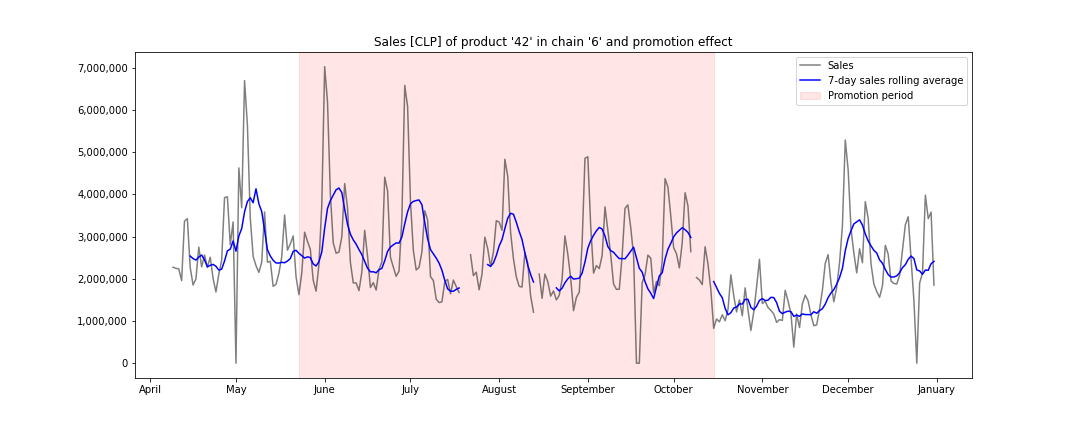 Sales [CLP] of product '42' in chain '6' and promotion effect
7,000,000
6,000,000
5,000,000
4,000,000
3,000,000
2,000,000
1,000,000
0
Sales
7-day sales rolling average
Promotion period
April May June July August September October November December January